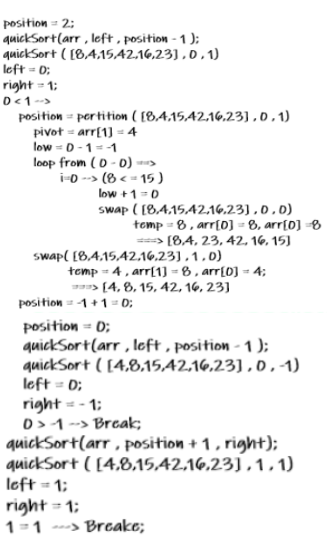 position = 2;
quickSort(arr , left , position - 1 );
quickSort ( [8,4,15,42,16,23] , 0 , 1)
left = 0;
right = 1;
0 < 1 -->
position = pertition ( [8,4,15,42,16,23] , 0 , 1)
pivot = arr[1] = 4
low = 0 - 1 = -1
loop from ( 0 - 0) ==>
i=0 --> (8 < = 15 )
low + 1 = 0
swap ( [8,4,15,42,16,23] , 0 , 0)
temp = 8 , arr[0] = 8, arr[0] =8
===> [8,4, 23, 42, 16, 15]
swap( [8,4,15,42,16,23] , 1 , 0)
temp = 4 , arr[1] = 8 , arr[0] = 4;
===> [4, 8, 15, 42, 16, 23]
position = -1 + 1 = 0;
position = 0;
quickSort(arr , left , position - 1 );
quickSort ( [4,8,15,42,16,23] , 0 , -1)
left = 0;
right = - 1;
0 > -1 --> Break;
quickSort(arr , position + 1 , right);
quickSort ( [4,8,15,42,16,23] , 1 , 1)
left = 1;
right = 1;
1 = 1 ---> Breake;